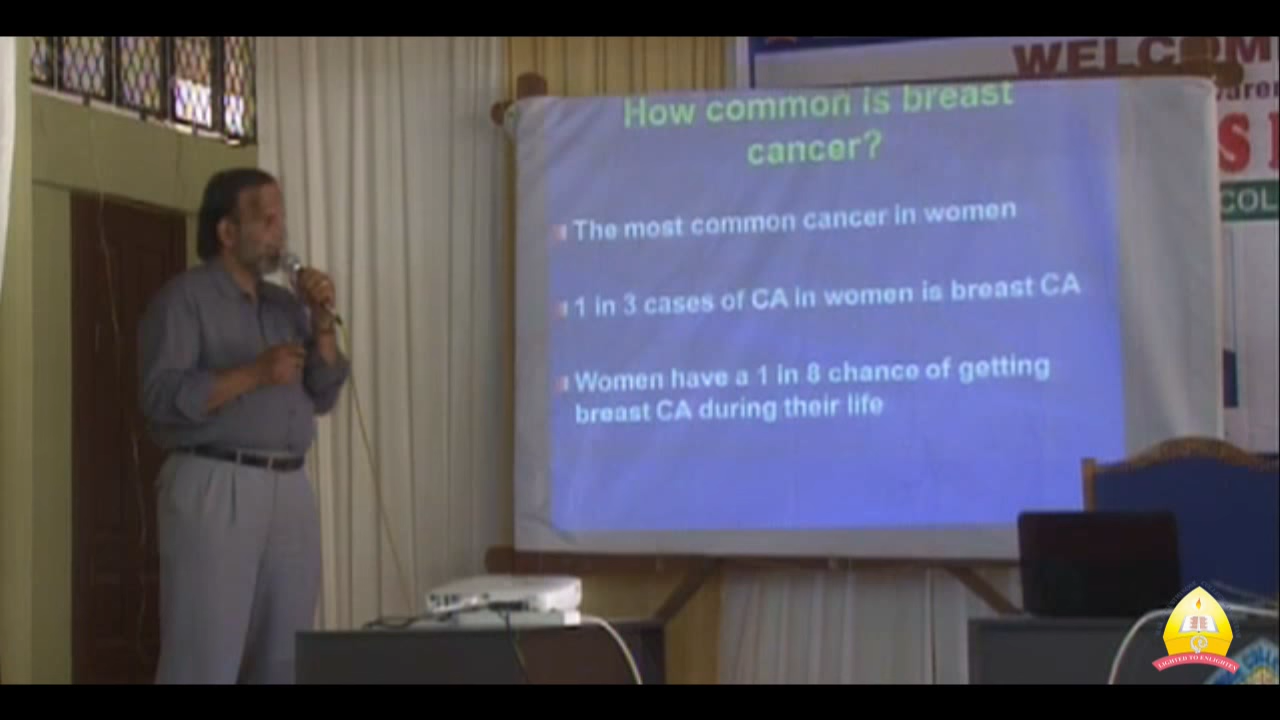 WELCOM
How common is breast
cancer?
S
COL
The most common cancer in women
1 in 3 cases of CA in women is breast CA
Women have a 1 in 8 chance of getting
breast CA during their life
LIGHTED TO ENLIGHTEN